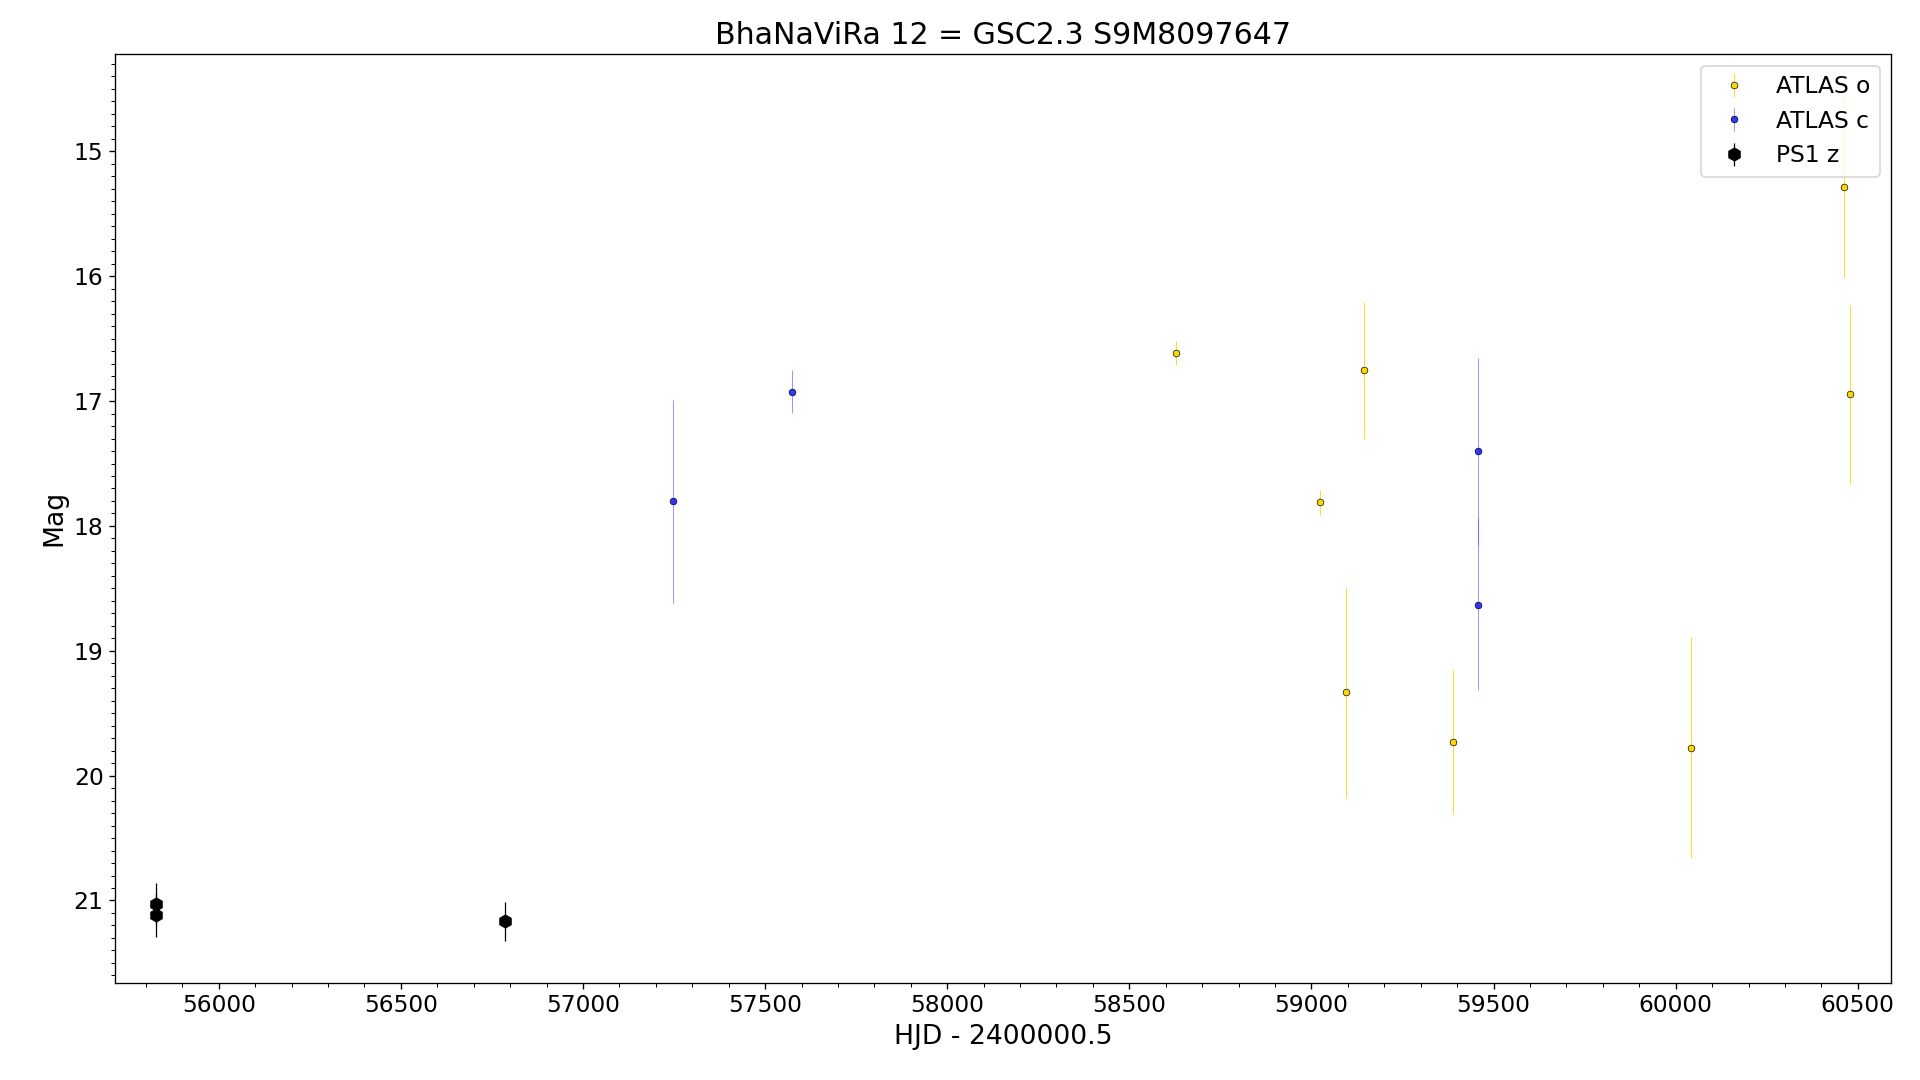 BhaNaViRa 12 = GSC2.3 S9M8097647
ATLAS o
ATLAS c
PS1 z
15
16
17
18
19
20
21
Mag
56000 56500 57000 57500 58000 58500 59000 59500 60000 60500
HJD - 2400000.5